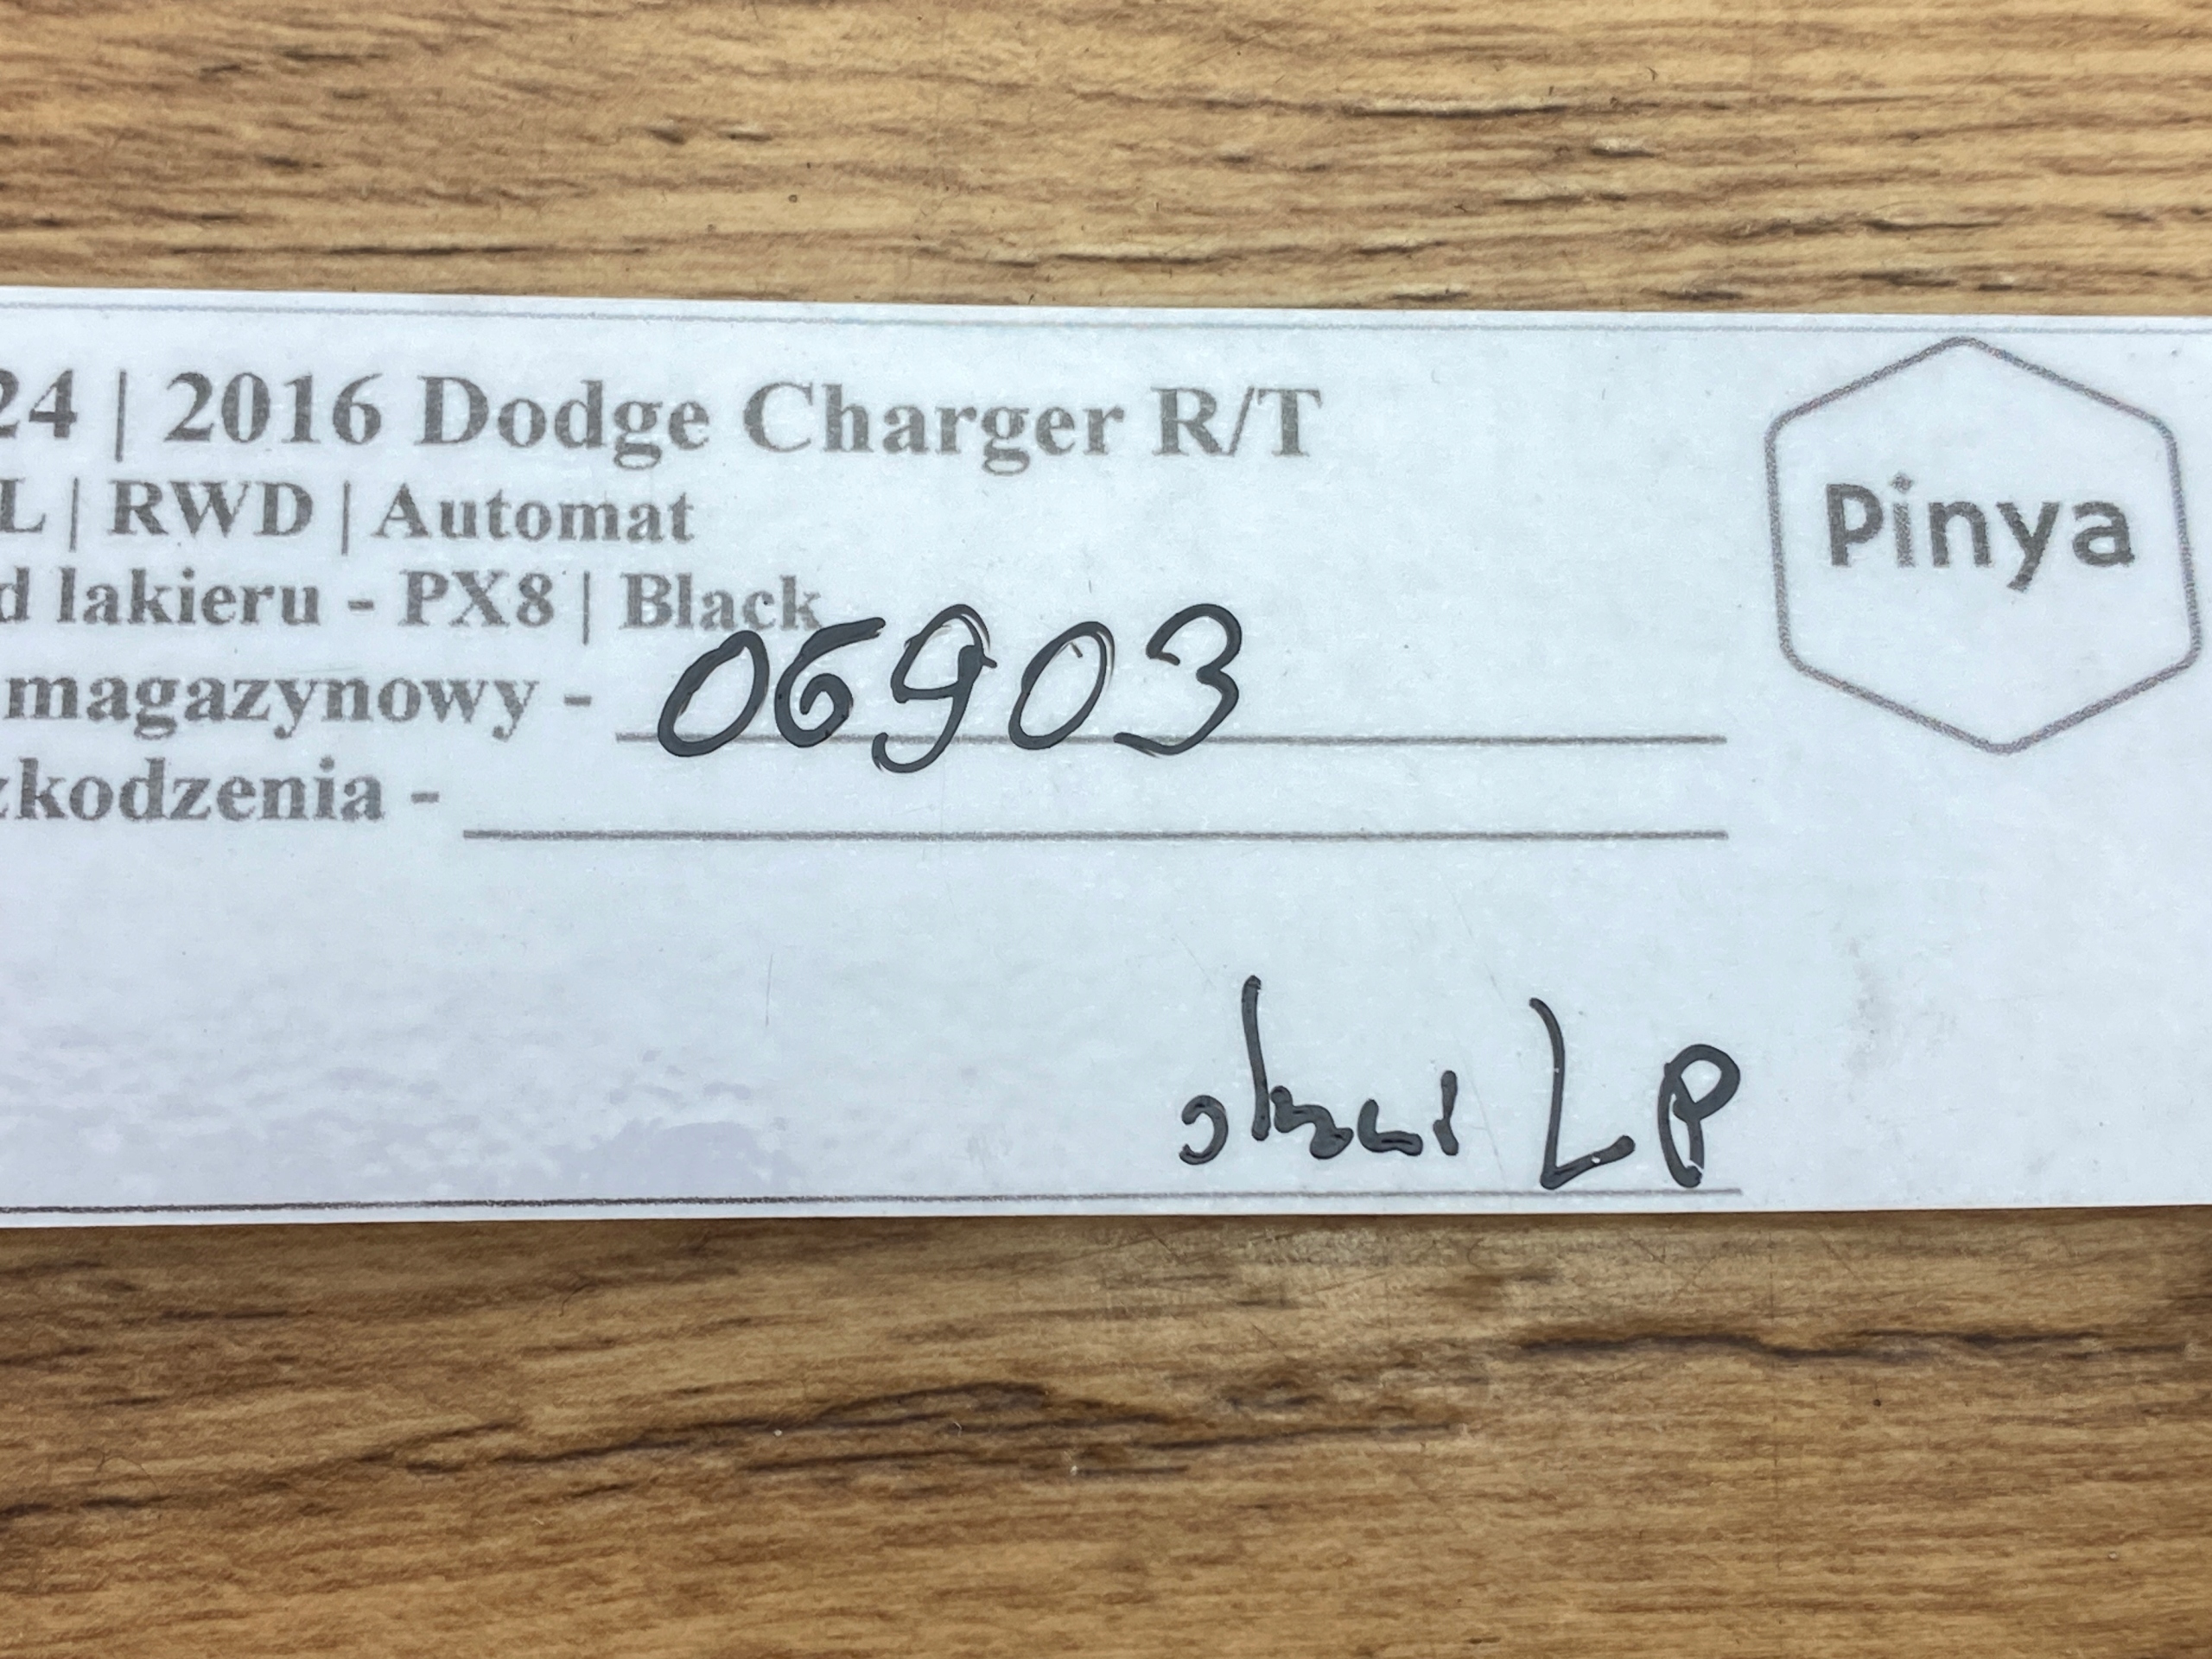 24 | 2016 Dodge Charger R/T
L | RWD | Automat
d lakieru - PX8 | Black
magazynowy - 06903
zkodzenia -
Pinya
LP